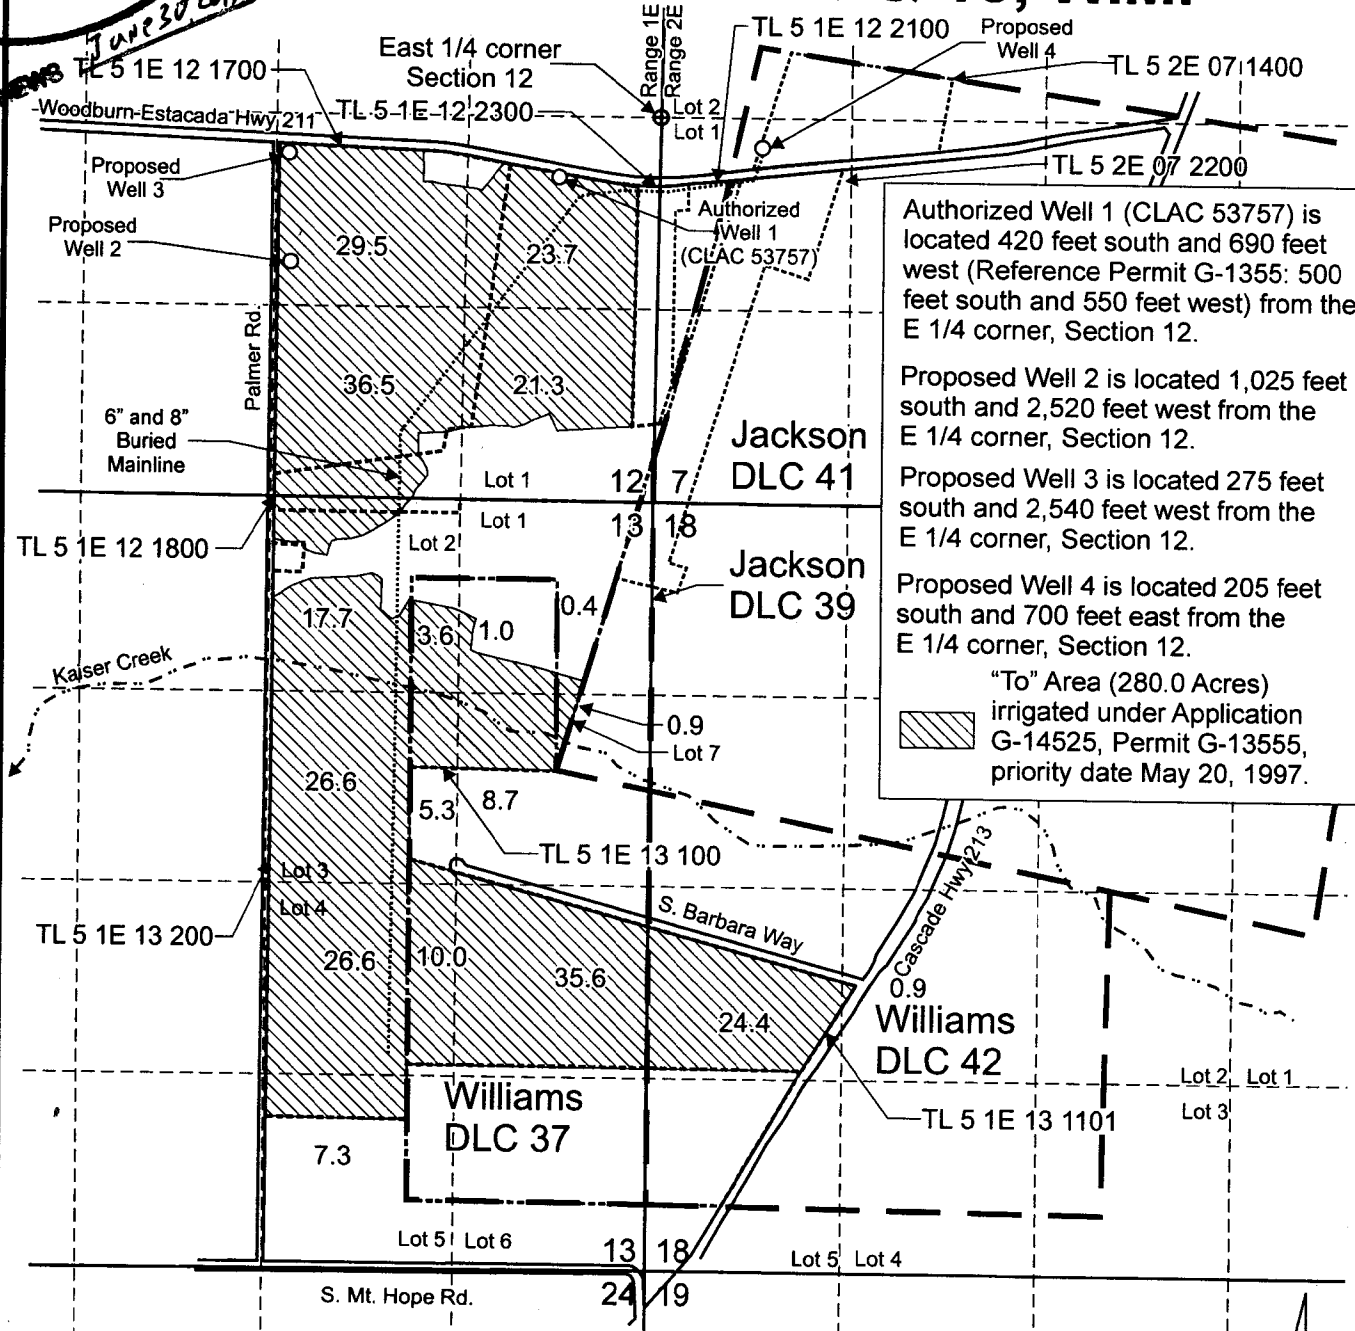 June 30, 20
Range 1E
Range 2E
TL 5 1E 12 2100
Proposed
Well 4
East 1/4 corner
Section 12
TL 5 1E 12 1700
TL 5 2E 07 1400
Woodburn-Estacada Hwy 211
TL 5 1E 12 2300
Lot 2
Lot 1
Proposed
Well 3
TL 5 2E 07 2200
Proposed
Well 2
Authorized
Well 1
(CLAC 53757)
29.5
23.7
Authorized Well 1 (CLAC 53757) is
located 420 feet south and 690 feet
west (Reference Permit G-1355: 500
feet south and 550 feet west) from the
E 1/4 corner, Section 12.
Proposed Well 2 is located 1,025 feet
south and 2,520 feet west from the
E 1/4 corner, Section 12.
Proposed Well 3 is located 275 feet
south and 2,540 feet west from the
E 1/4 corner, Section 12.
Proposed Well 4 is located 205 feet
south and 700 feet east from the
E 1/4 corner, Section 12.
"To" Area (280.0 Acres)
irrigated under Application
G-14525, Permit G-13555,
priority date May 20, 1997.
Palmer Rd.
36.5
21.3
6" and 8"
Buried
Mainline
Jackson
DLC 41
Lot 1
12
7
Lot 1
13
18
TL 5 1E 12 1800
Lot 2
Jackson
DLC 39
17.7
3.6
1.0
0.4
Kaiser Creek
0.9
Lot 7
26.6
5.3
8.7
TL 5 1E 13 100
Lot 3
Lot 4
S. Barbara Way
Cascade Hwy 213
TL 5 1E 13 200
26.6
10.0
35.6
24.4
0.9
Williams
DLC 42
Lot 2
Lot 1
Lot 3
Williams
DLC 37
TL 5 1E 13 1101
7.3
Lot 5
Lot 6
13
18
Lot 5
Lot 4
S. Mt. Hope Rd.
24
19